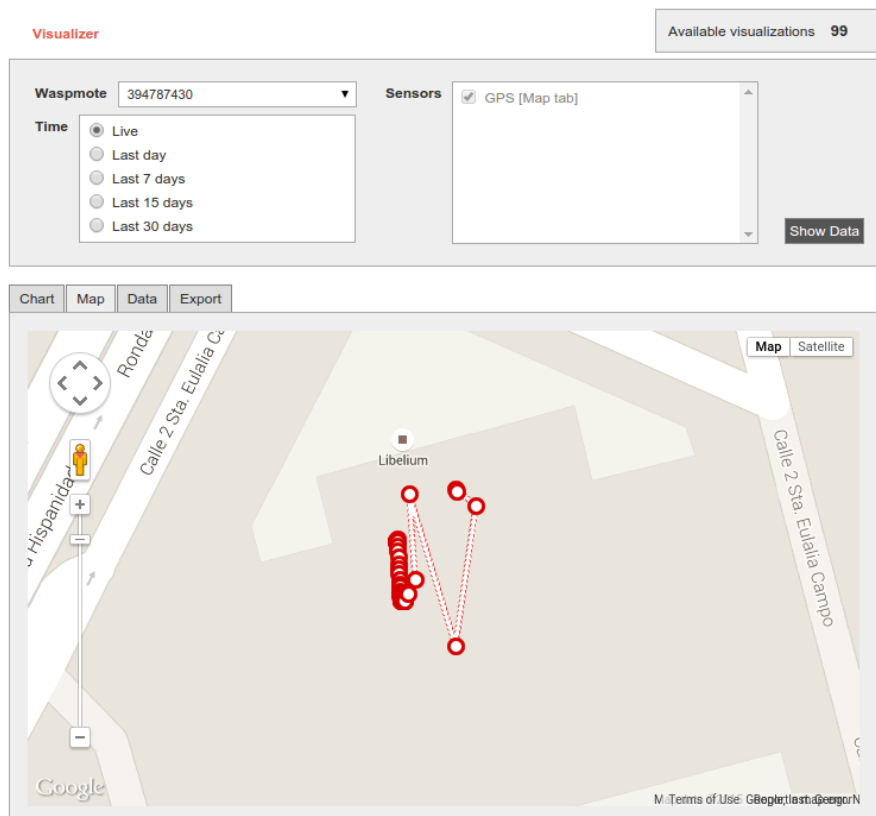 Visualizer
Available visualizations 99
Waspmote 394787430
Sensors
GPS [Map tab]
Time
Live
Last day
Last 7 days
Last 15 days
Last 30 days
Show Data
Chart Map Data Export
Map Satellite
Ronda
Calle 2 Sta. Eulalia Ca
Hispanidad
Libelium
Calle 2 Sta. Eulalia Campo
+
−
Google
Terms of Use